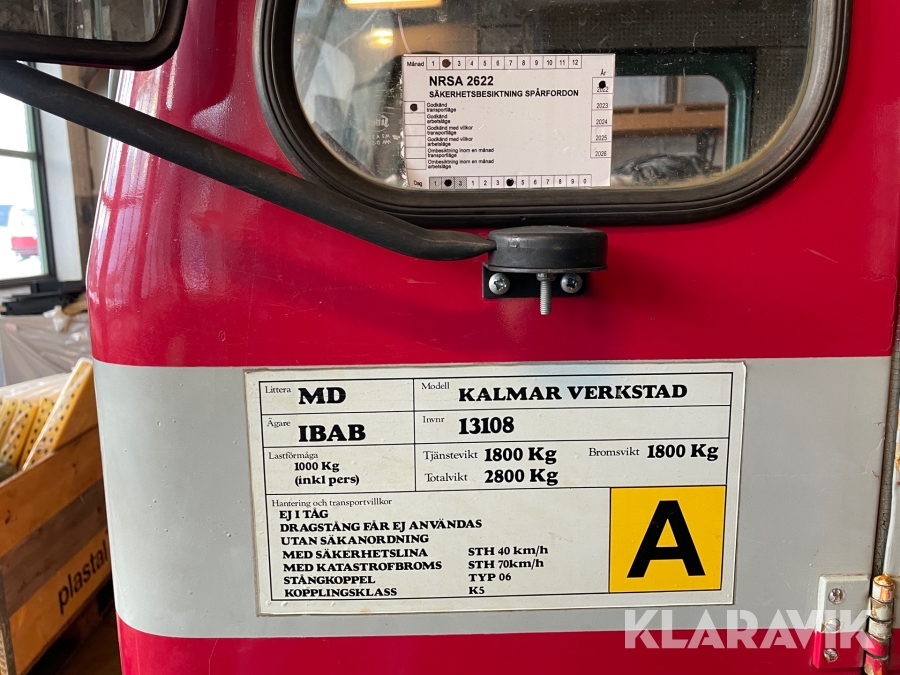 Månad 1 3 4 5 6 7 8 9 10 11 12
NRSA 2622
SÄKERHETSBESIKTNING SPÅRFORDON
År
2022
2023
2024
2025
2026
Godkänd
transportläge
Godkänd
arbetsläge
Godkänd med villkor
transportläge
Godkänd med villkor
arbetsläge
Ombesiktning inom en månad
transportläge
Ombesiktning inom en månad
arbetsläge
Dag 1 3 1 2 3 5 6 7 8 9 0
Littera MD
Modell KALMAR VERKSTAD
Ägare IBAB
Invnr 13108
Lastförmåga
1000 Kg
(inkl pers)
Tjänstevikt 1800 Kg Bromsvikt 1800 Kg
Totalvikt 2800 Kg
Hantering och transportvillkor
EJ I TÅG
DRAGSTÅNG FÅR EJ ANVÄNDAS
UTAN SÄKANORDNING
MED SÄKERHETSLINA STH 40 km/h
MED KATASTROFBROMS STH 70km/h
STÅNGKOPPEL TYP 06
KOPPLINGSKLASS K5
A
plastal
KLARAVIK